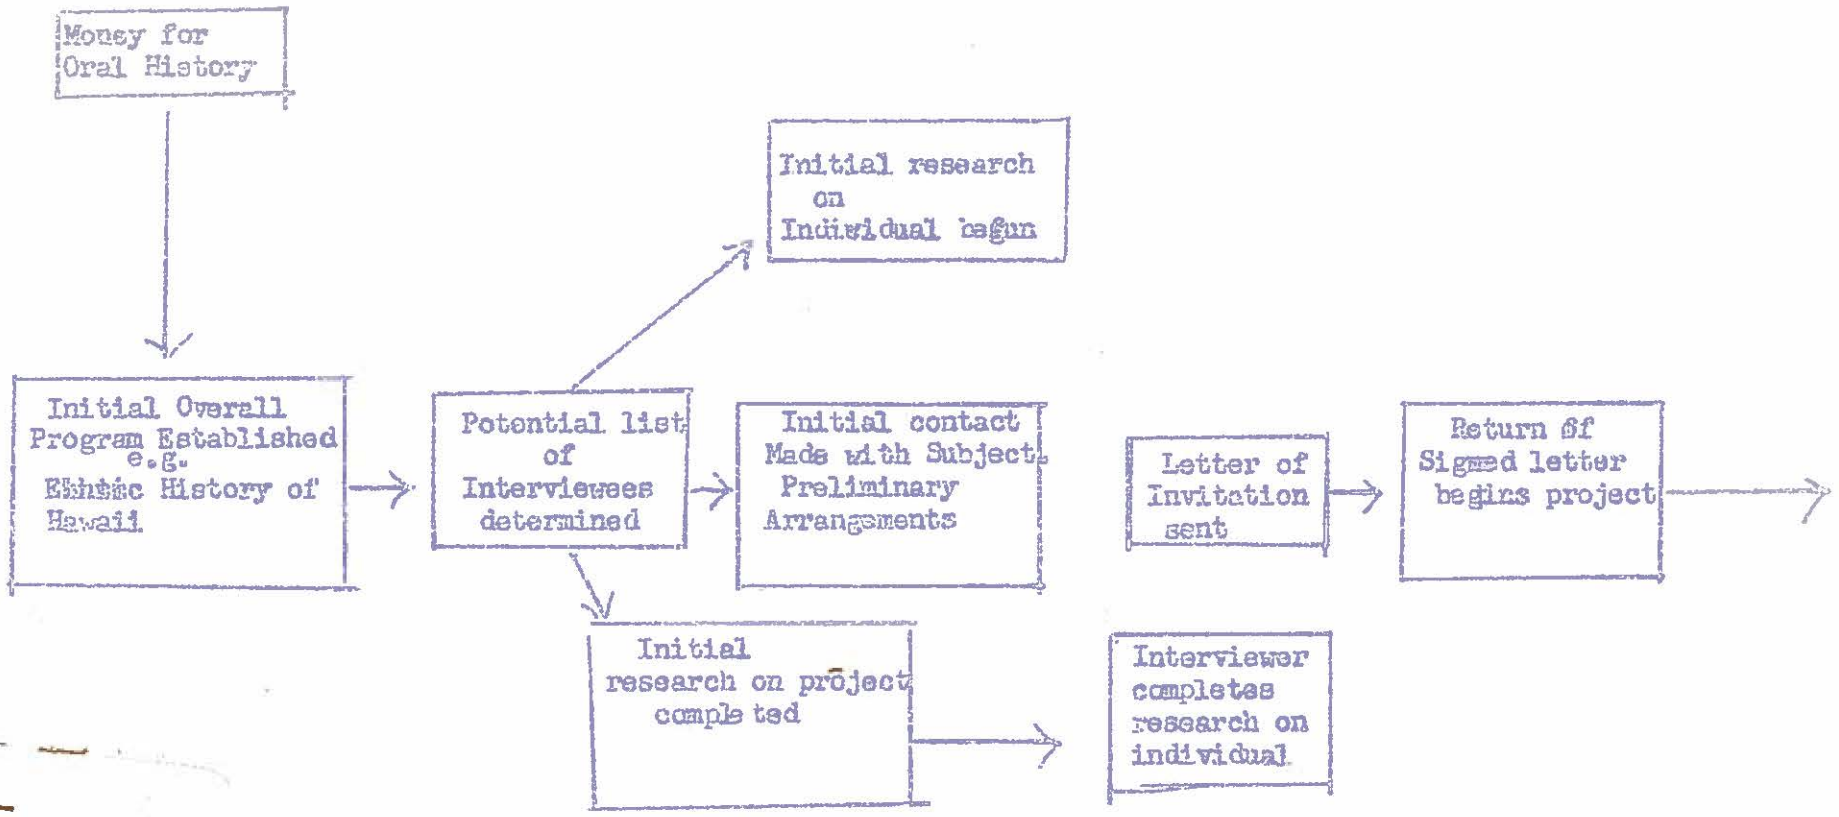 Money for
Oral History
Initial research
on
Individual begun
Initial Overall
Program Established
e.g.
History of
Hawaii
Potential list
of
Interviewees
determined
Initial contact
Made with Subject.
Preliminary
Arrangements
Letter of
Invitation
sent
Return of
Signed letter
begins project
Initial
research on project
completed
Interviewer
completes
research on
individual